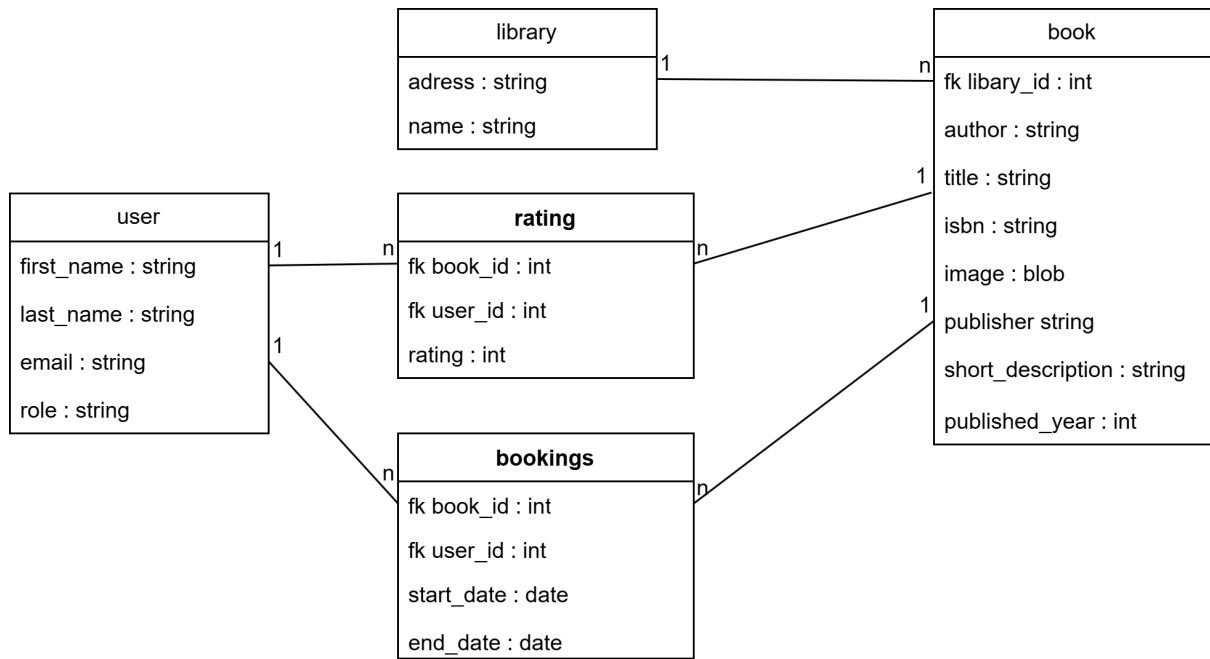 library
adress : string
name : string
1
n
book
fk libary_id : int
author : string
title : string
isbn : string
image : blob
publisher string
short_description : string
published_year : int
1
1
user
first_name : string
last_name : string
email : string
role : string
1
1
n
rating
n
fk book_id : int
fk user_id : int
rating : int
n
bookings
n
fk book_id : int
fk user_id : int
start_date : date
end_date : date